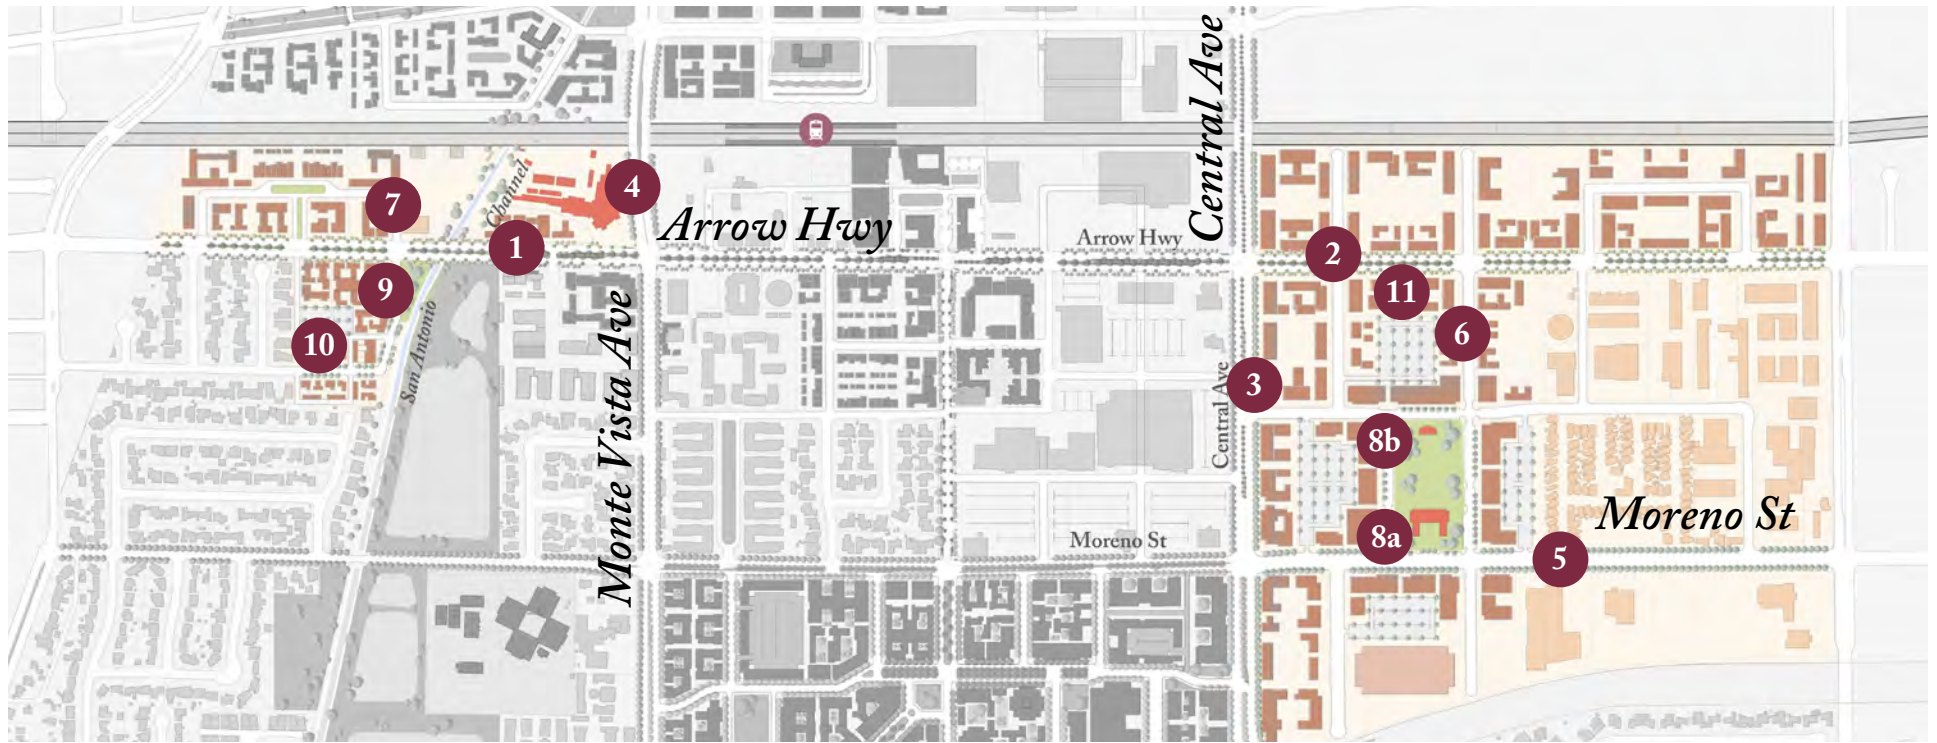 Central Ave
Channel
4
7
Arrow Hwy
Arrow Hwy
1
2
9
11
San Antonio
6
10
Monte Vista Ave
3
Central Ave
8b
Moreno St
8a
Moreno St
5